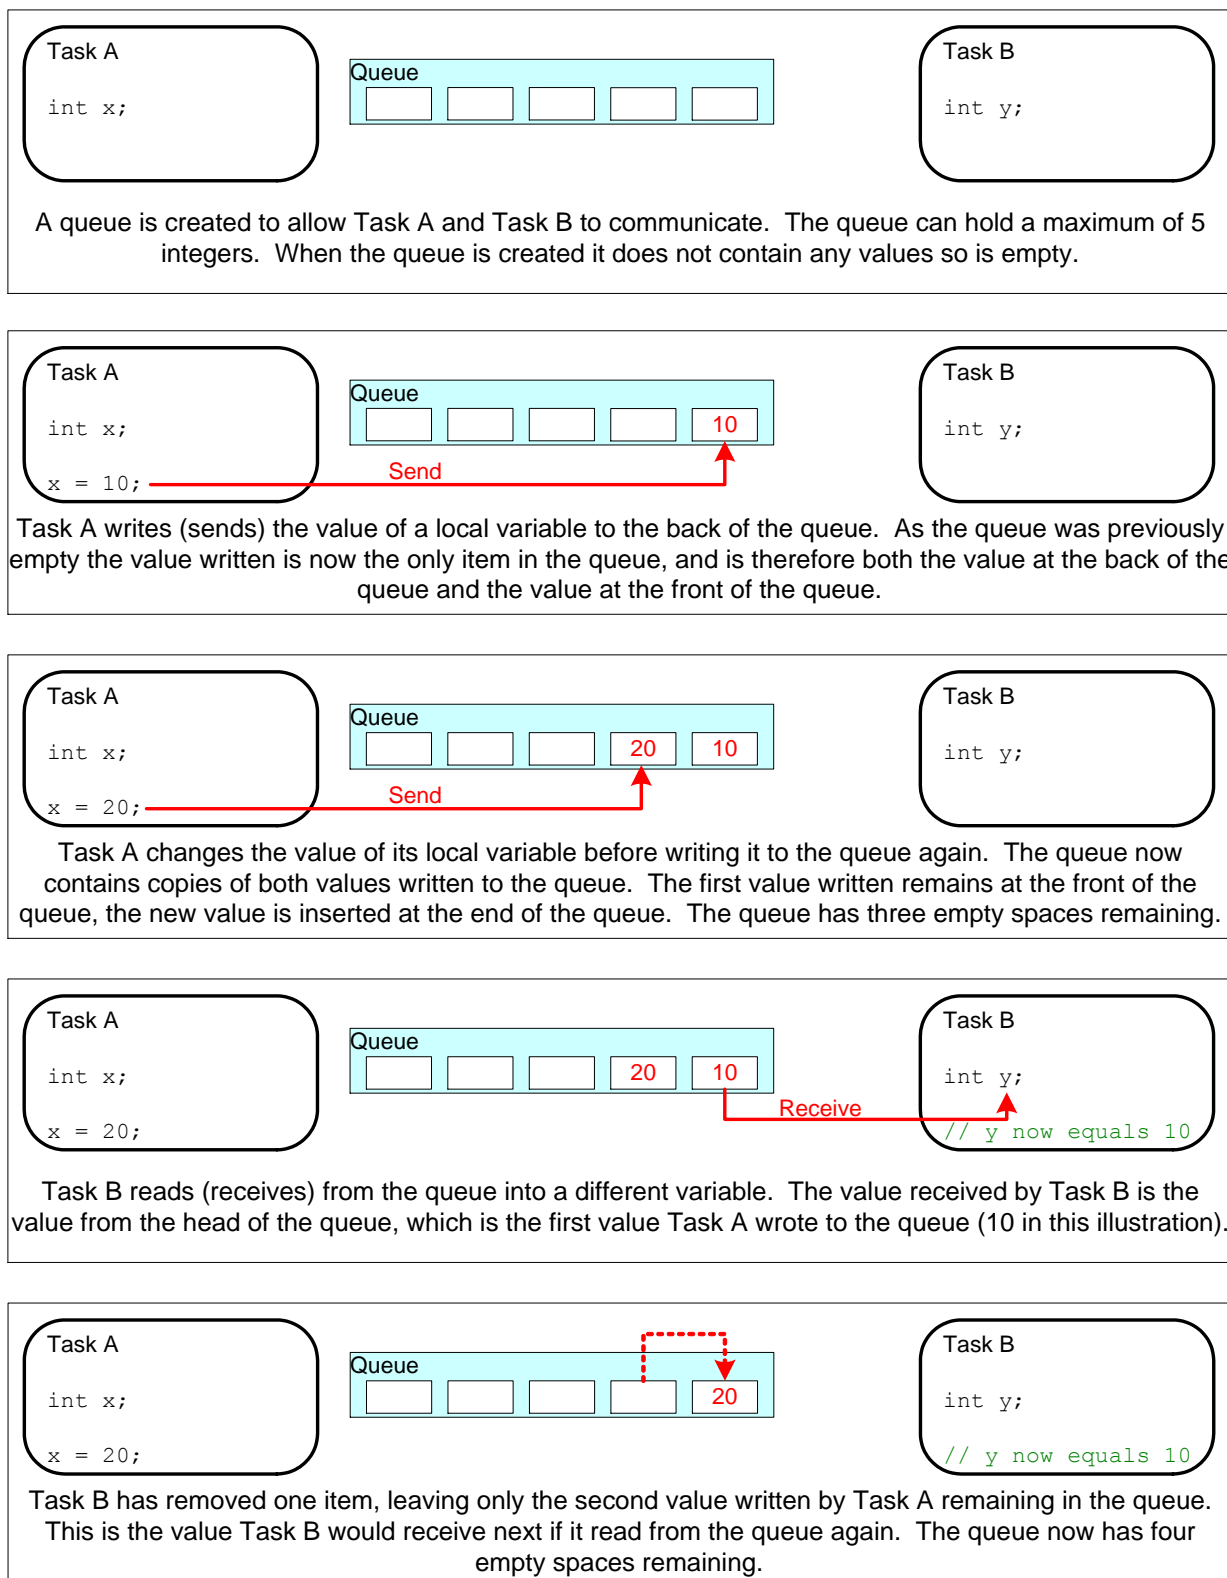 Task A
Queue
Task B
int x;
int y;
A queue is created to allow Task A and Task B to communicate.  The queue can hold a maximum of 5
integers.  When the queue is created it does not contain any values so is empty.
Task A
Queue
Task B
int x;
10
int y;
Send
x = 10;
Task A writes (sends) the value of a local variable to the back of the queue.  As the queue was previously
empty the value written is now the only item in the queue, and is therefore both the value at the back of the
queue and the value at the front of the queue.
Task A
Queue
Task B
int x;
20 10
int y;
Send
x = 20;
Task A changes the value of its local variable before writing it to the queue again.  The queue now
contains copies of both values written to the queue.  The first value written remains at the front of the
queue, the new value is inserted at the end of the queue.  The queue has three empty spaces remaining.
Task A
Queue
Task B
int x;
20 10
int y;
Receive
x = 20;
// y now equals 10
Task B reads (receives) from the queue into a different variable.  The value received by Task B is the
value from the head of the queue, which is the first value Task A wrote to the queue (10 in this illustration).
Task A
Queue
Task B
int x;
20
int y;
x = 20;
// y now equals 10
Task B has removed one item, leaving only the second value written by Task A remaining in the queue.
This is the value Task B would receive next if it read from the queue again.  The queue now has four
empty spaces remaining.